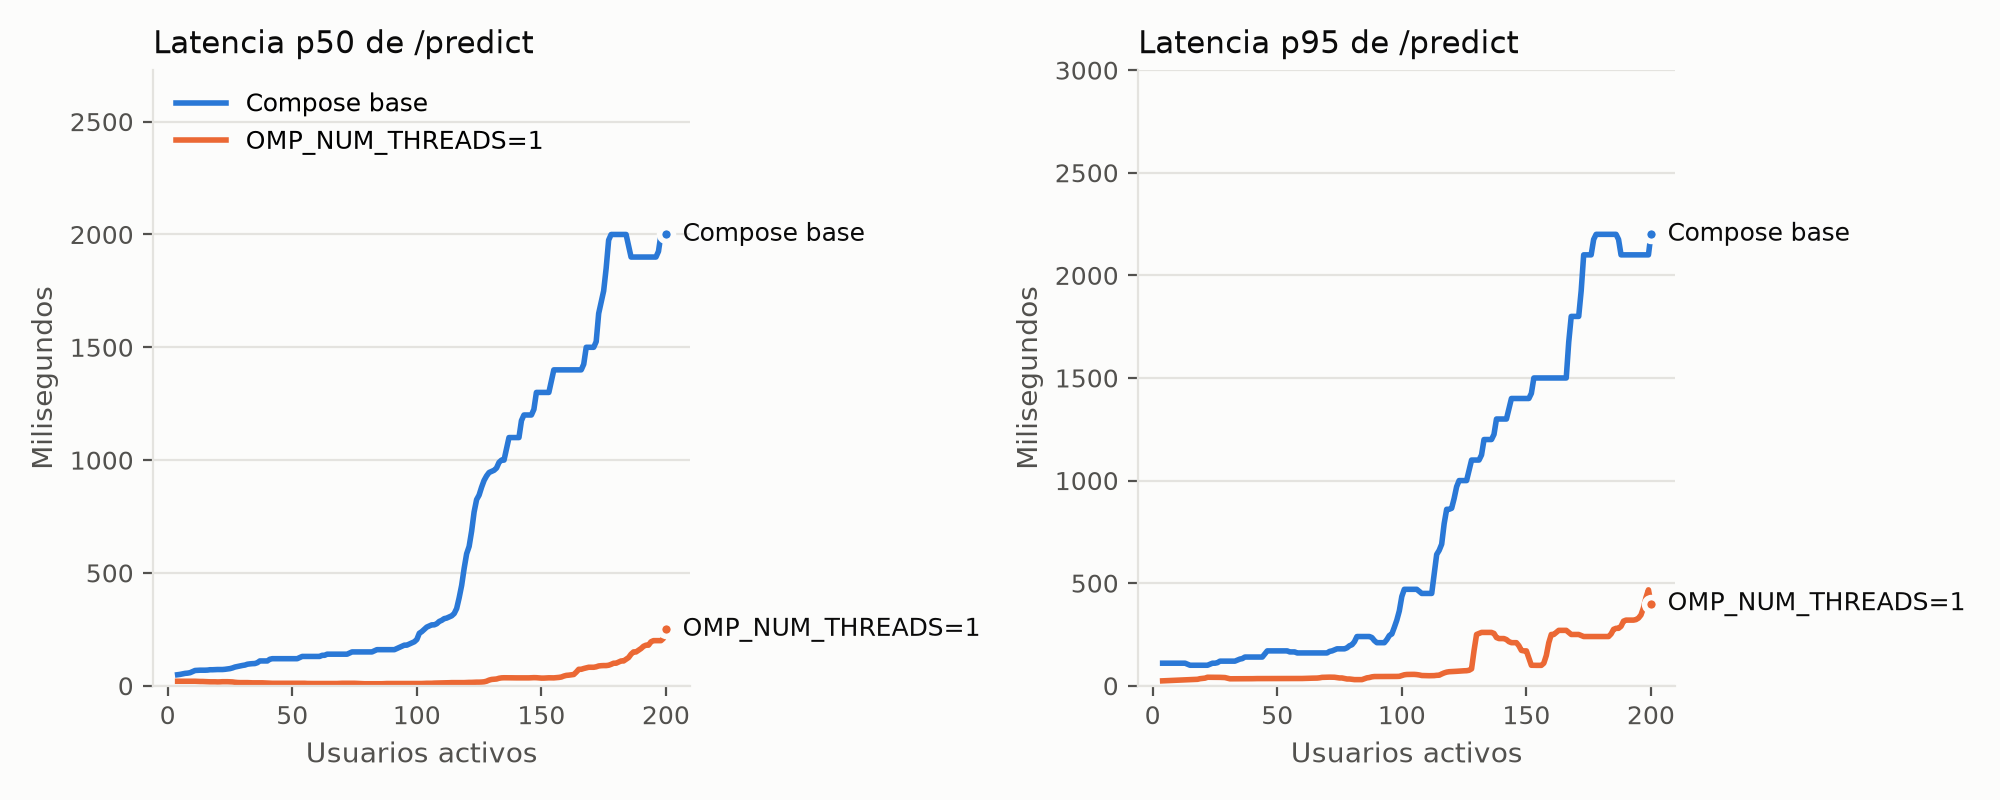 Latencia p50 de /predict
Compose base
OMP_NUM_THREADS=1
2500
2000
1500
1000
500
0
Milisegundos
0 50 100 150 200
Usuarios activos
Compose base
OMP_NUM_THREADS=1
Latencia p95 de /predict
3000
2500
2000
1500
1000
500
0
Milisegundos
0 50 100 150 200
Usuarios activos
Compose base
OMP_NUM_THREADS=1